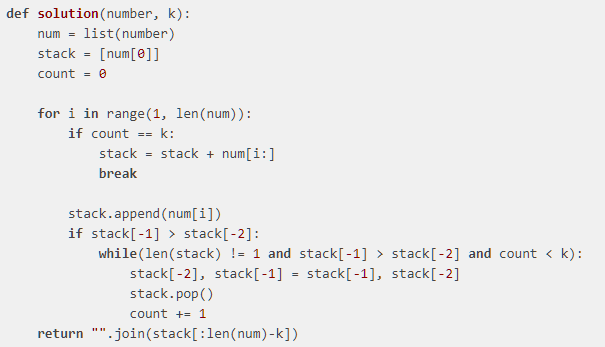 def solution(number, k):
    num = list(number)
    stack = [num[0]]
    count = 0

    for i in range(1, len(num)):
        if count == k:
            stack = stack + num[i:]
            break

        stack.append(num[i])
        if stack[-1] > stack[-2]:
            while(len(stack) != 1 and stack[-1] > stack[-2] and count < k):
                stack[-2], stack[-1] = stack[-1], stack[-2]
                stack.pop()
                count += 1
    return "".join(stack[:len(num)-k])